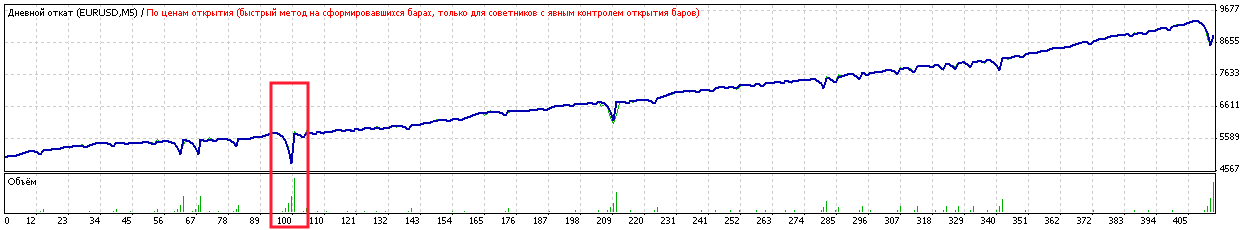 Дневной откат (EURUSD,M5) / По ценам открытия (быстрый метод на сформировавшихся барах, только для советников с явным контролем открытия баров)
9677
8655
7633
6611
5589
4567
Объём
0 12 23 34 45 56 67 78 89 100 110 121 132 143 154 165 176 187 198 209 220 231 241 252 263 274 285 296 307 318 329 340 351 362 372 383 394 405